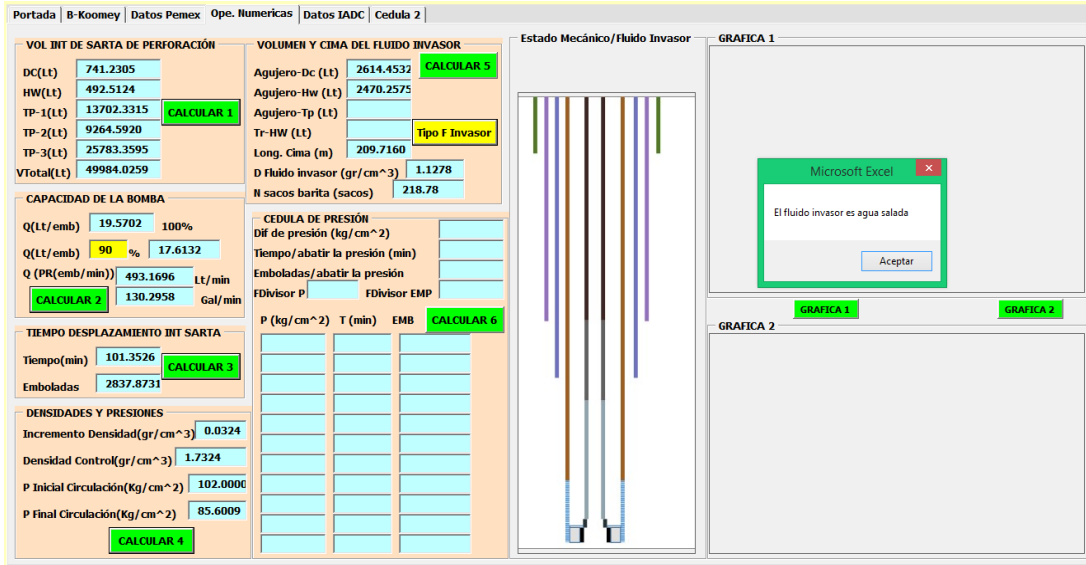 Portada B-Koomey Datos Pemex Ope. Numericas Datos IADC Cedula 2
VOL INT DE SARTA DE PERFORACIÓN
DC(Lt) 741.2305
HW(Lt) 492.5124
TP-1(Lt) 13702.3315 CALCULAR 1
TP-2(Lt) 9264.5920
TP-3(Lt) 25783.3595
VTotal(Lt) 49984.0259
CAPACIDAD DE LA BOMBA
Q(Lt/emb) 19.5702 100%
Q(Lt/emb) 90 % 17.6132
Q (PR(emb/min)) 493.1696 Lt/min
CALCULAR 2 130.2958 Gal/min
TIEMPO DESPLAZAMIENTO INT SARTA
Tiempo(min) 101.3526 CALCULAR 3
Emboladas 2837.8731
DENSIDADES Y PRESIONES
Incremento Densidad(gr/cm^3) 0.0324
Densidad Control(gr/cm^3) 1.7324
P Inicial Circulación(Kg/cm^2) 102.0000
P Final Circulación(Kg/cm^2) 85.6009
CALCULAR 4
VOLUMEN Y CIMA DEL FLUIDO INVASOR
Agujero-Dc (Lt) 2614.4532 CALCULAR 5
Agujero-Hw (Lt) 2470.2575
Agujero-Tp (Lt)
Tr-HW (Lt) Tipo F Invasor
Long. Cima (m) 209.7160
D Fluido invasor (gr/cm^3) 1.1278
N sacos barita (sacos) 218.78
CEDULA DE PRESIÓN
Dif de presión (kg/cm^2)
Tiempo/abatir la presión (min)
Emboladas/abatir la presión
FDivisor P FDivisor EMP
P (kg/cm^2) T (min) EMB CALCULAR 6
Estado Mecánico/Fluido Invasor
GRAFICA 1
Microsoft Excel
El fluido invasor es agua salada
Aceptar
GRAFICA 1 GRAFICA 2
GRAFICA 2